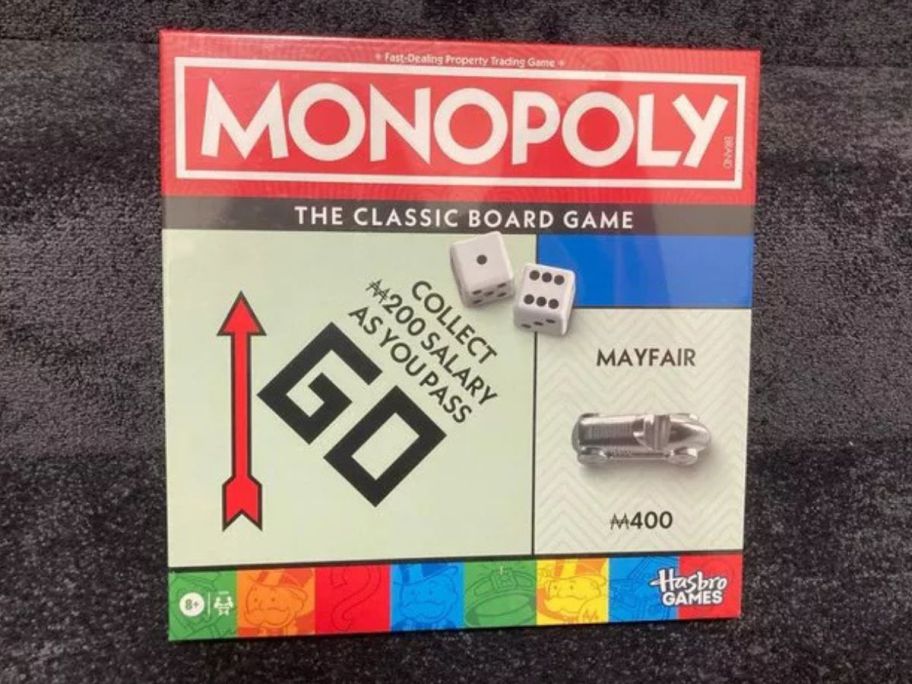 Fast-Dealing Property Trading Game
MONOPOLY
BRAND
THE CLASSIC BOARD GAME
COLLECT
₩200 SALARY
AS YOU PASS
GO
MAYFAIR
₩400
8+
Hasbro
GAMES